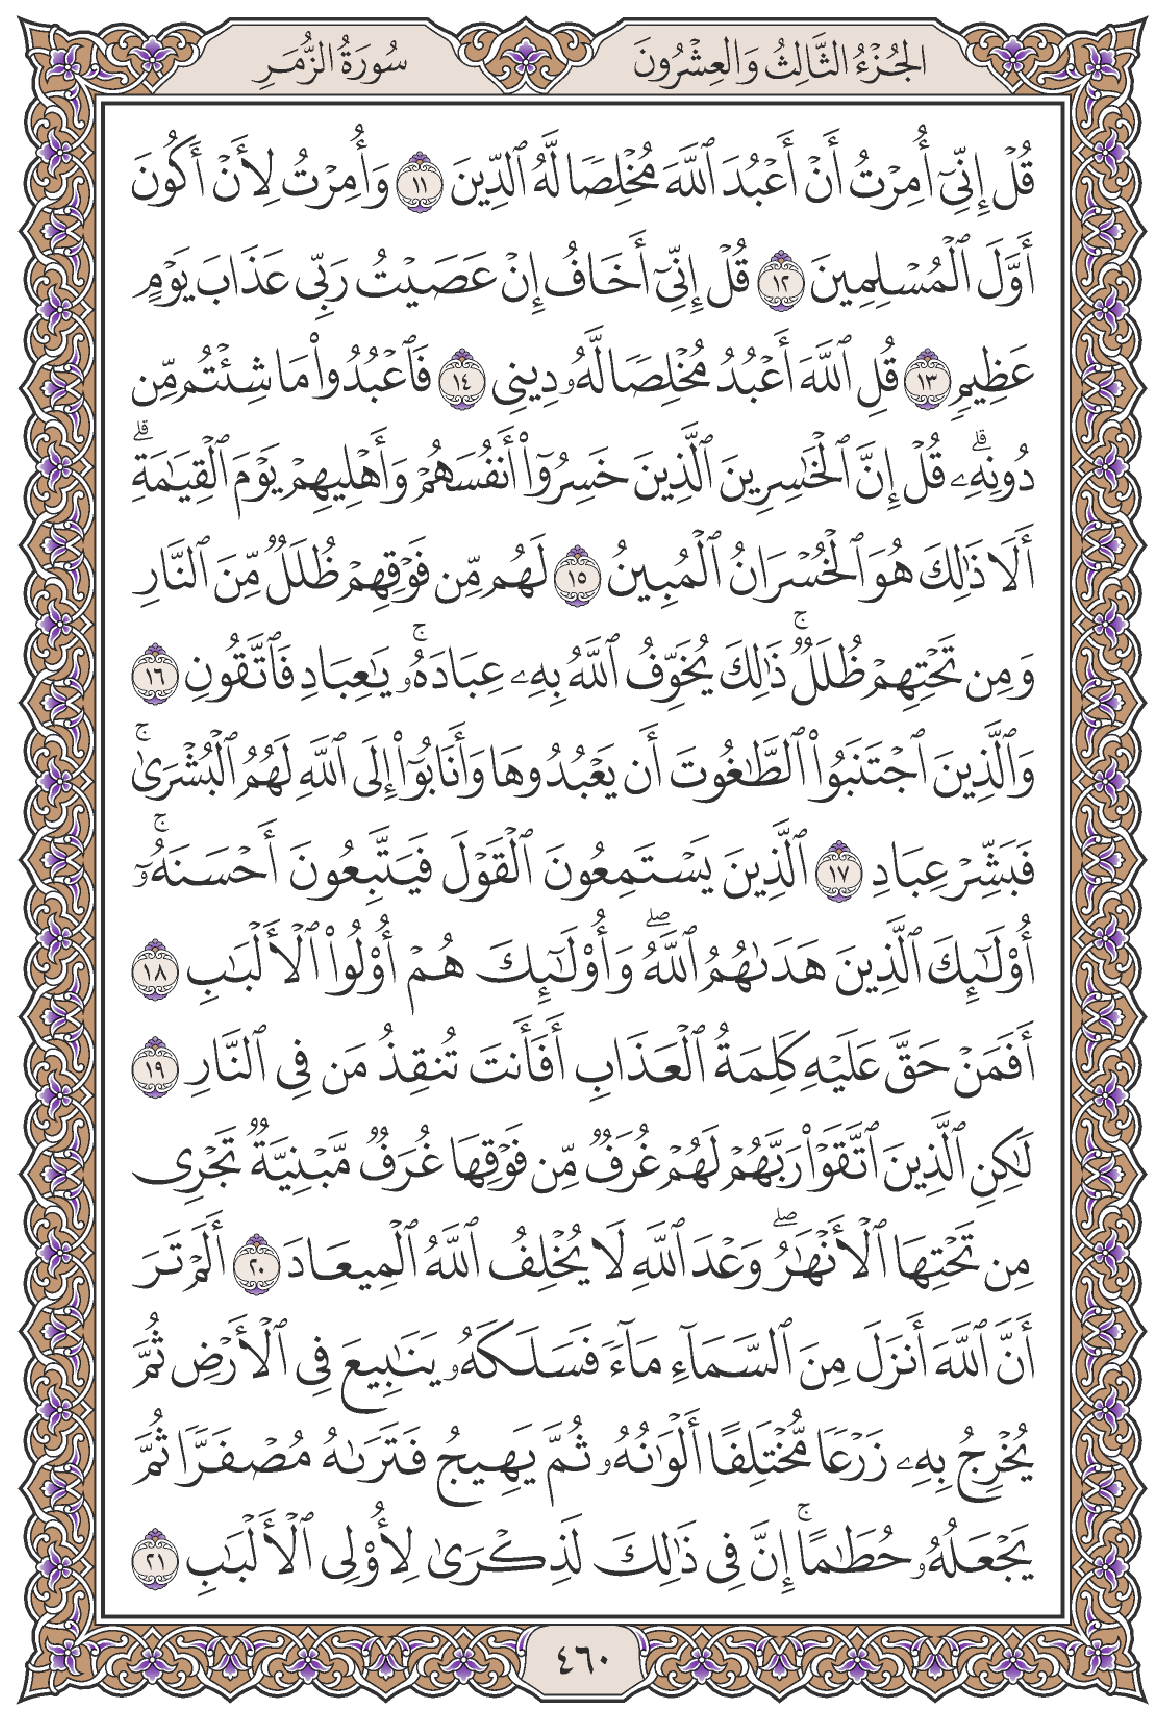 الجُزْءُ الثَّالِثُ وَالعِشْرُونَ
سُورَةُ الزُّمَرِ
قُلْ إِنِّيٓ أُمِرْتُ أَنْ أَعْبُدَ ٱللَّهَ مُخْلِصًا لَّهُ ٱلدِّينَ ١١ وَأُمِرْتُ لِأَنْ أَكُونَ
أَوَّلَ ٱلْمُسْلِمِينَ ١٢ قُلْ إِنِّيٓ أَخَافُ إِنْ عَصَيْتُ رَبِّي عَذَابَ يَوْمٍ
عَظِيمٍ ١٣ قُلِ ٱللَّهَ أَعْبُدُ مُخْلِصًا لَّهُۥ دِينِي ١٤ فَٱعْبُدُوا۟ مَا شِئْتُم مِّن
دُونِهِۦۗ قُلْ إِنَّ ٱلْخَٰسِرِينَ ٱلَّذِينَ خَسِرُوٓا۟ أَنفُسَهُمْ وَأَهْلِيهِمْ يَوْمَ ٱلْقِيَٰمَةِۗ
أَلَا ذَٰلِكَ هُوَ ٱلْخُسْرَانُ ٱلْمُبِينُ ١٥ لَهُم مِّن فَوْقِهِمْ ظُلَلٌ مِّنَ ٱلنَّارِ
وَمِن تَحْتِهِمْ ظُلَلٌۚ ذَٰلِكَ يُخَوِّفُ ٱللَّهُ بِهِۦ عِبَادَهُۥۚ يَٰعِبَادِ فَٱتَّقُونِ ١٦
وَٱلَّذِينَ ٱجْتَنَبُوا۟ ٱلطَّٰغُوتَ أَن يَعْبُدُوهَا وَأَنَابُوٓا۟ إِلَى ٱللَّهِ لَهُمُ ٱلْبُشْرَىٰۚ
فَبَشِّرْ عِبَادِ ١٧ ٱلَّذِينَ يَسْتَمِعُونَ ٱلْقَوْلَ فَيَتَّبِعُونَ أَحْسَنَهُۥٓۚ
أُو۟لَٰٓئِكَ ٱلَّذِينَ هَدَىٰهُمُ ٱللَّهُۖ وَأُو۟لَٰٓئِكَ هُمْ أُو۟لُوا۟ ٱلْأَلْبَٰبِ ١٨
أَفَمَنْ حَقَّ عَلَيْهِ كَلِمَةُ ٱلْعَذَابِ أَفَأَنتَ تُنقِذُ مَن فِي ٱلنَّارِ ١٩
لَٰكِنِ ٱلَّذِينَ ٱتَّقَوْا۟ رَبَّهُمْ لَهُمْ غُرَفٌ مِّن فَوْقِهَا غُرَفٌ مَّبْنِيَّةٌ تَجْرِي
مِن تَحْتِهَا ٱلْأَنْهَٰرُۖ وَعْدَ ٱللَّهِ لَا يُخْلِفُ ٱللَّهُ ٱلْمِيعَادَ ٢٠ أَلَمْ تَرَ
أَنَّ ٱللَّهَ أَنزَلَ مِنَ ٱلسَّمَآءِ مَآءً فَسَلَكَهُۥ يَنَٰبِيعَ فِي ٱلْأَرْضِ ثُمَّ
يُخْرِجُ بِهِۦ زَرْعًا مُّخْتَلِفًا أَلْوَٰنُهُۥ ثُمَّ يَهِيجُ فَتَرَىٰهُ مُصْفَرًّا ثُمَّ
يَجْعَلُهُۥ حُطَٰمًاۚ إِنَّ فِي ذَٰلِكَ لَذِكْرَىٰ لِأُو۟لِي ٱلْأَلْبَٰبِ ٢١
٤٦٠